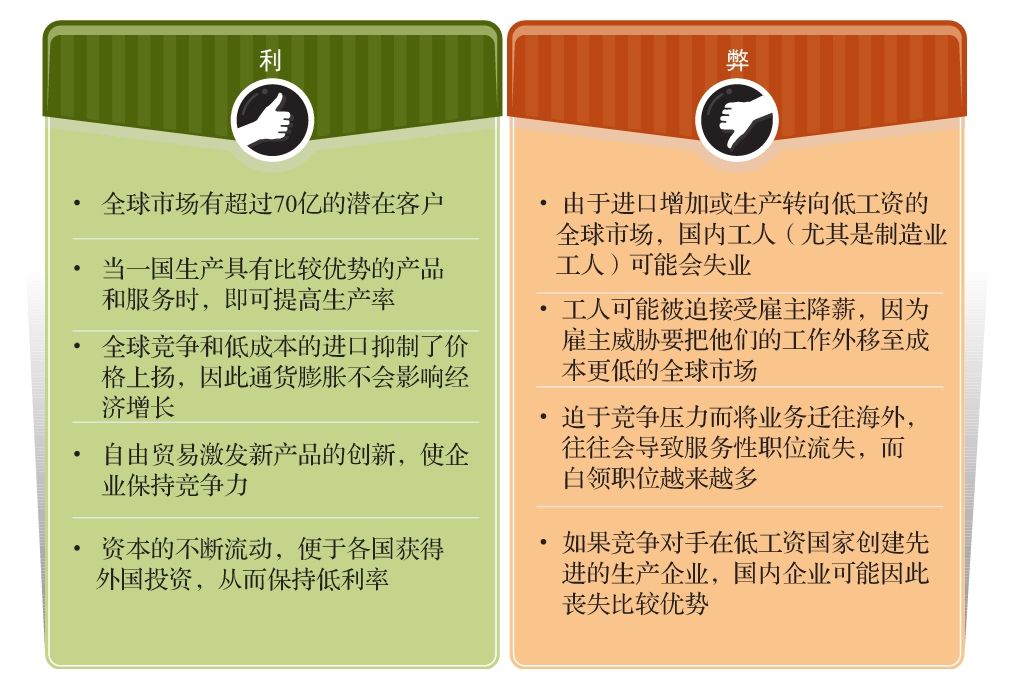 利
• 全球市场有超过70亿的潜在客户
• 当一国生产具有比较优势的产品
和服务时，即可提高生产率
• 全球竞争和低成本的进口抑制了价
格上扬，因此通货膨胀不会影响经
济增长
• 自由贸易激发新产品的创新，使企
业保持竞争力
• 资本的不断流动，便于各国获得
外国投资，从而保持低利率
弊
• 由于进口增加或生产转向低工资的
全球市场，国内工人（尤其是制造业
工人）可能会失业
• 工人可能被迫接受雇主降薪，因为
雇主威胁要把他们的工作外移至成
本更低的全球市场
• 迫于竞争压力而将业务迁往海外，
往往会导致服务性职位流失，而
白领职位越来越多
• 如果竞争对手在低工资国家创建先
进的生产企业，国内企业可能因此
丧失比较优势